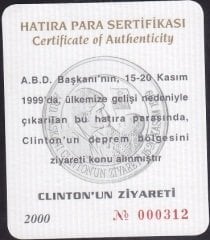 HATIRA PARA SERTİFİKASI
Certificate of Authenticity
A.B.D. Başkanı'nın, 15-20 Kasım
1999'da, ülkemize gelişi nedeniyle
çıkarılan bu hatıra parasında,
Clinton'un deprem bölgesini
ziyareti konu alınmıştır
CLINTON'UN ZİYARETİ
2000 № 000312